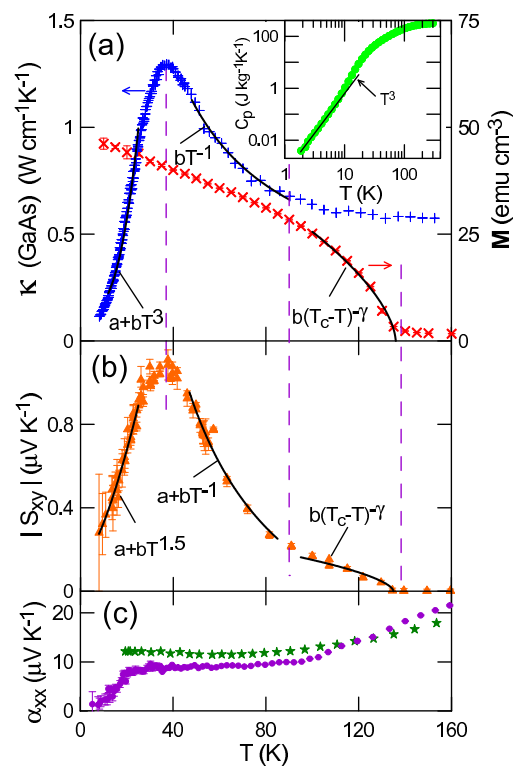 (a)
κ (GaAs) (W cm⁻¹K⁻¹)
1.5
1
0.5
0
75
50
25
0
M (emu cm⁻³)
bT⁻¹
a+bT³
b(T_c-T)⁻ᵞ
C_p (J kg⁻¹K⁻¹)
100
1
0.01
T³
1
10
100
T (K)
(b)
| S_xy | (μV K⁻¹)
0.8
0.4
0
a+bT¹·⁵
a+bT⁻¹
b(T_c-T)⁻ᵞ
(c)
α_xx (μV K⁻¹)
20
10
0
0
40
80
120
160
T (K)